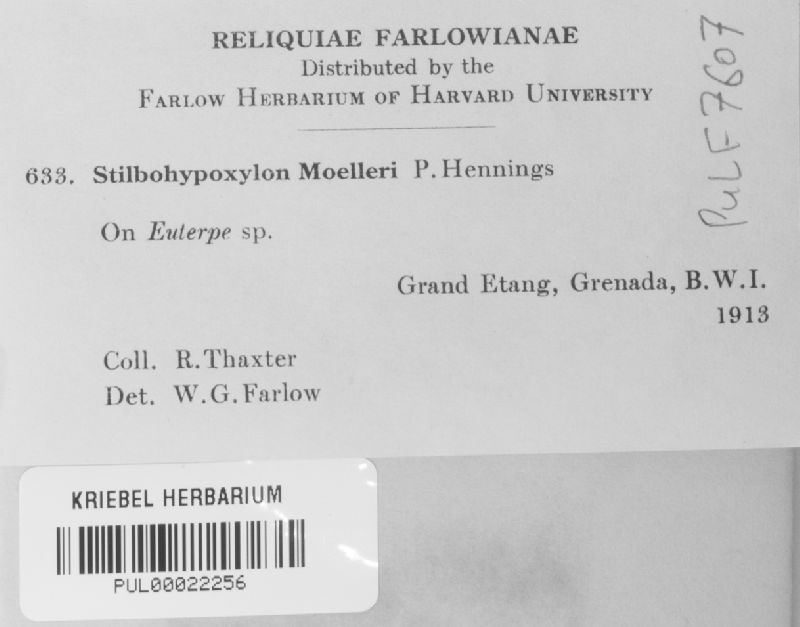 RELIQUIAE FARLOWIANAE
Distributed by the
FARLOW HERBARIUM OF HARVARD UNIVERSITY
633. Stilbohypoxylon Moelleri P. Hennings
On Euterpe sp.
Grand Etang, Grenada, B.W.I.
1913
Coll. R. Thaxter
Det. W. G. Farlow
PuL F7607
KRIEBEL HERBARIUM
PUL00022256